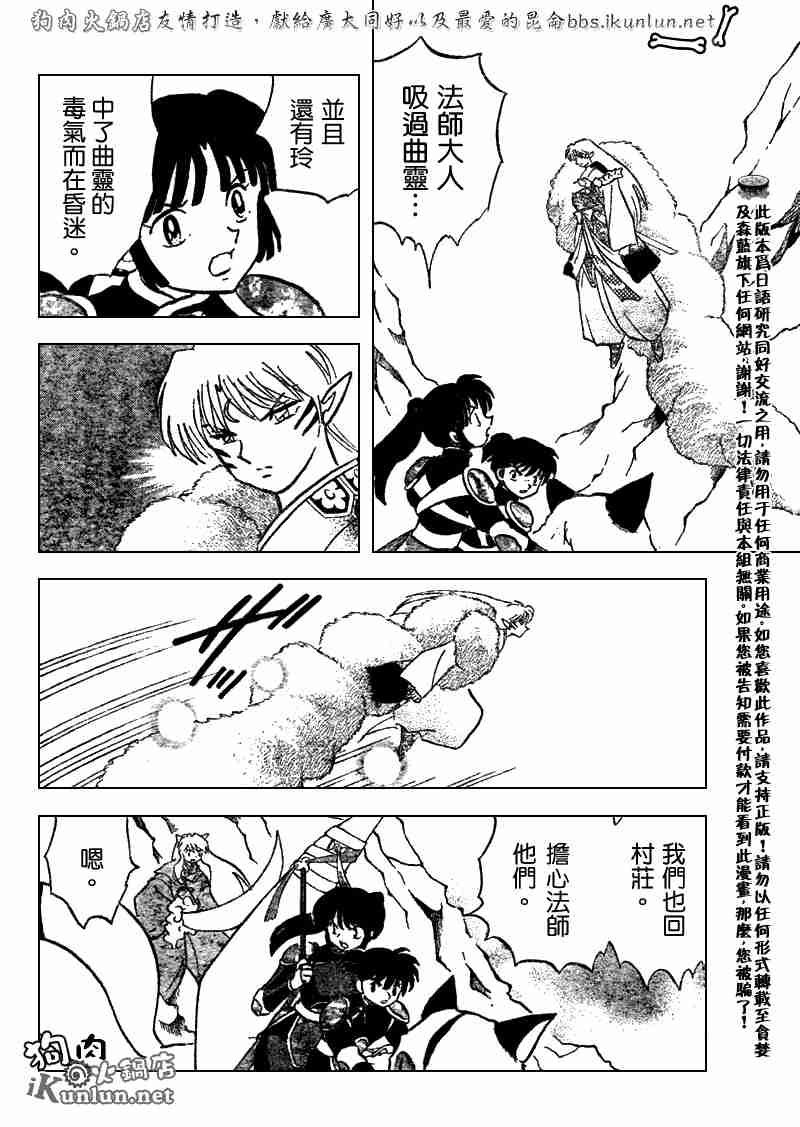 狗肉火鍋店友情打造，獻給廣大同好以及最愛的昆侖bbs.ikunlun.net
法師大人
吸過曲靈…
並且
還有玲
中了曲靈的
毒氣而在昏迷。
我們也回
村莊。
擔心法師
他們。
嗯。
此版本爲日語研究同好交流之用，請勿用于任何商業用途。如您喜歡此作品，請支持正版！請勿以任何形式轉載至貪婪
及森藍旗下任何網站，謝謝！一切法律責任與本組無關。如果您被告知需要付款才能看到此漫畫，那麼，您被騙了！
狗肉
火鍋店
iKunlun.net